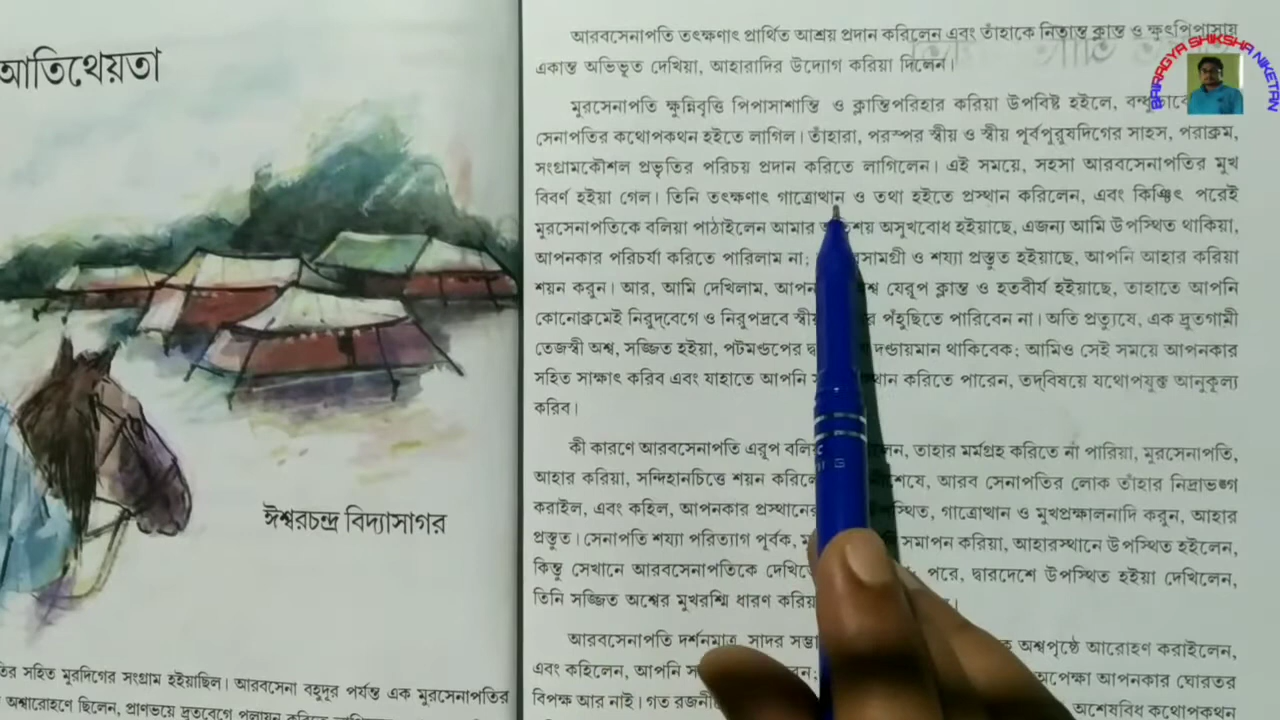 আতিথেয়তা
ঈশ্বরচন্দ্র বিদ্যাসাগর
সহিত মুরদিগের সংগ্রাম হইয়াছিল। আরবসেনা বহুদূর পর্যন্ত এক মুরসেনাপতির
অশ্বারোহণে ছিলেন, প্রাণভয়ে দ্রুতবেগে পলায়ন
আরবসেনাপতি তৎক্ষণাৎ প্রার্থিত আশ্রয় প্রদান করিলেন এবং তাঁহাকে নিতান্ত ক্লান্ত ও ক্ষুৎপিপাসায়
একান্ত অভিভূত দেখিয়া, আহারাদির উদ্যোগ করিয়া দিলেন।
মুরসেনাপতি ক্ষুন্নিবৃত্তি পিপাসাশান্তি ও ক্লান্তিপরিহার করিয়া উপবিষ্ট হইলে,
সেনাপতির কথোপকথন হইতে লাগিল। তাঁহারা, পরস্পর স্বীয় ও স্বীয় পূর্বপুরুষদিগের সাহস, পরাক্রম,
সংগ্রামকৌশল প্রভৃতির পরিচয় প্রদান করিতে লাগিলেন। এই সময়ে, সহসা আরবসেনাপতির মুখ
বিবর্ণ হইয়া গেল। তিনি তৎক্ষণাৎ গাত্রোত্থান ও তথা হইতে প্রস্থান করিলেন, এবং কিঞ্চিৎ পরেই
মুরসেনাপতিকে বলিয়া পাঠাইলেন আমার অসুখবোধ হইয়াছে, এজন্য আমি উপস্থিত থাকিয়া,
আপনকার পরিচর্যা করিতে পারিলাম না; ও শয্যা প্রস্তুত হইয়াছে, আপনি আহার করিয়া
শয়ন করুন। আর, আমি দেখিলাম, যেরূপ ক্লান্ত ও হতবীর্য হইয়াছে, তাহাতে আপনি
কোনোক্রমেই নিরুদ্‌বেগে ও নিরুপদ্রবে পঁহুছিতে পারিবেন না। অতি প্রত্যুষে, এক দ্রুতগামী
তেজস্বী অশ্ব, সজ্জিত হইয়া, পটমণ্ডপের দণ্ডায়মান থাকিবেক; আমিও সেই সময়ে আপনকার
সহিত সাক্ষাৎ করিব এবং যাহাতে আপনি করিতে পারেন, তদ্‌বিষয়ে যথোপযুক্ত আনুকূল্য
করিব।
কী কারণে আরবসেনাপতি এরূপ তাহার মর্মগ্রহ করিতে না পারিয়া, মুরসেনাপতি,
আহার করিয়া, সন্দিহানচিত্তে শয়ন আরব সেনাপতির লোক তাঁহার নিদ্রাভঙ্গ
করাইল, এবং কহিল, আপনকার প্রস্থানের গাত্রোত্থান ও মুখপ্রক্ষালনাদি করুন, আহার
প্রস্তুত। সেনাপতি শয্যা পরিত্যাগ পূর্বক, সমাপন করিয়া, আহারস্থানে উপস্থিত হইলেন,
কিন্তু সেখানে আরবসেনাপতিকে পরে, দ্বারদেশে উপস্থিত হইয়া দেখিলেন,
তিনি সজ্জিত অশ্বের মুখরশ্মি ধারণ
আরবসেনাপতি দর্শনমাত্র, সাদর অশ্বপৃষ্ঠে আরোহণ করাইলেন,
এবং কহিলেন, আপনি আপনকার ঘোরতর
বিপক্ষ আর নাই। গত অশেষবিধ কথোপকথন
BAIRAGYA SHIKSHA NIKETAN